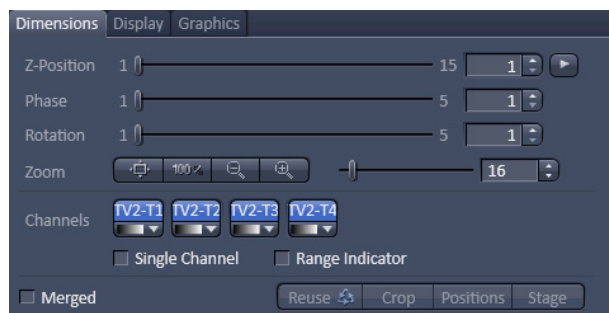 Dimensions Display Graphics
Z-Position 1 15 1
Phase 1 5 1
Rotation 1 5 1
Zoom 100% 16
Channels TV2-T1 TV2-T2 TV2-T3 TV2-T4
Single Channel Range Indicator
Merged Reuse Crop Positions Stage